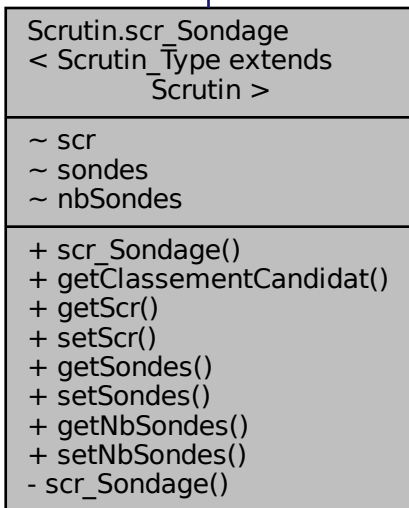 Scrutin.scr_Sondage
< Scrutin_Type extends
Scrutin >
~ scr
~ sondes
~ nbSondes
+ scr_Sondage()
+ getClassementCandidat()
+ getScr()
+ setScr()
+ getSondes()
+ setSondes()
+ getNbSondes()
+ setNbSondes()
- scr_Sondage()